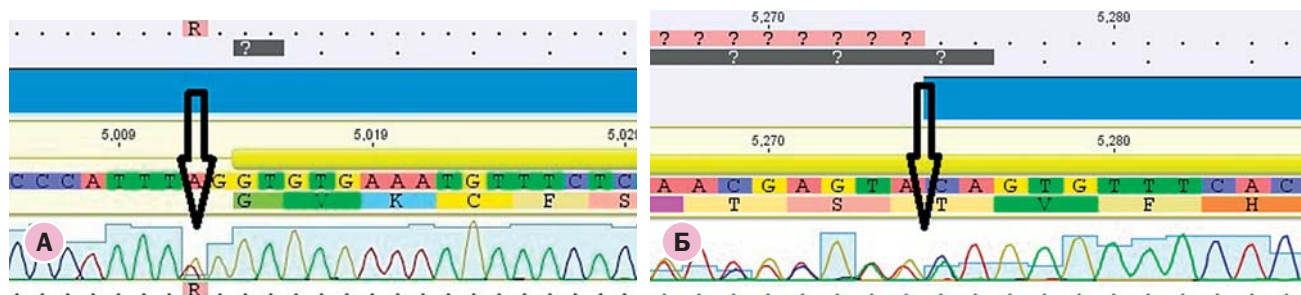 R
?
5,009 5,019 5,02
C C C A T T T A G G T G T G A A A T G T T T C T C
G V K C F S
А
R
5,270 5,280
? ? ? ? ? ? ? ?
? ? ?
5,270 5,280
A A C G A G T A C A G T G T T T C A C
T S T V F H
Б